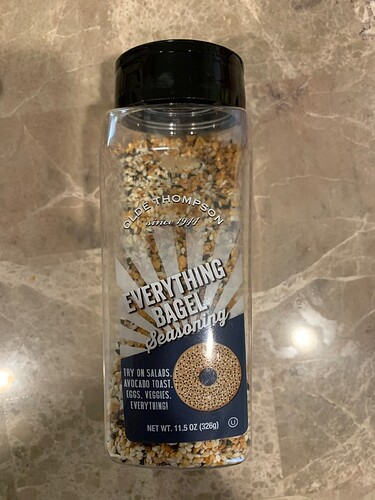 OLDE THOMPSON
since 1944
EVERYTHING
BAGEL
Seasoning
TRY ON SALADS,
AVOCADO TOAST,
EGGS, VEGGIES,
EVERYTHING!
NET WT. 11.5 OZ (326g)
U